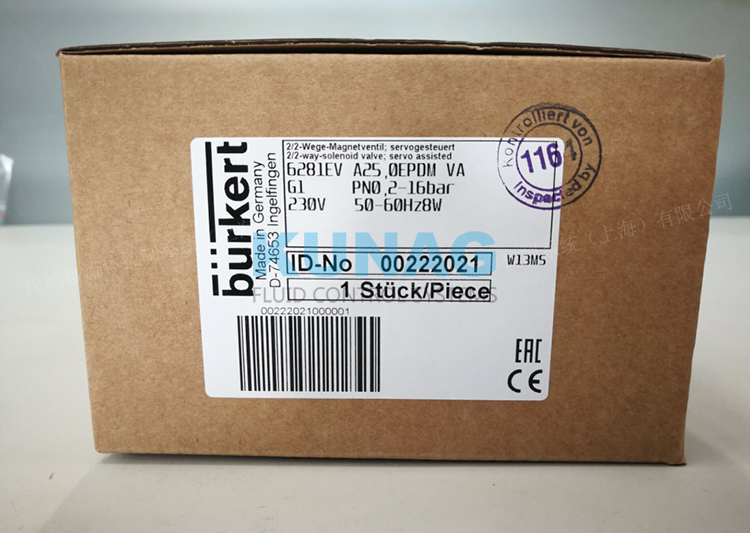 bürkert
Made in Germany
D-74653 Ingelfingen
2/2-Wege-Magnetventil; servogesteuert
2/2-way-solenoid valve; servo assisted
6281EV A25,0EPDM VA
G1 PN0,2-16bar
230V 50-60Hz8W
Kontrolliert von
116
Inspected by
KUNAG
ID-No 00222021
W13MS
1 Stück/Piece
FLUID CONTROL SYSTEMS
00222021000001
EAC
CE
统（上海）有限公司